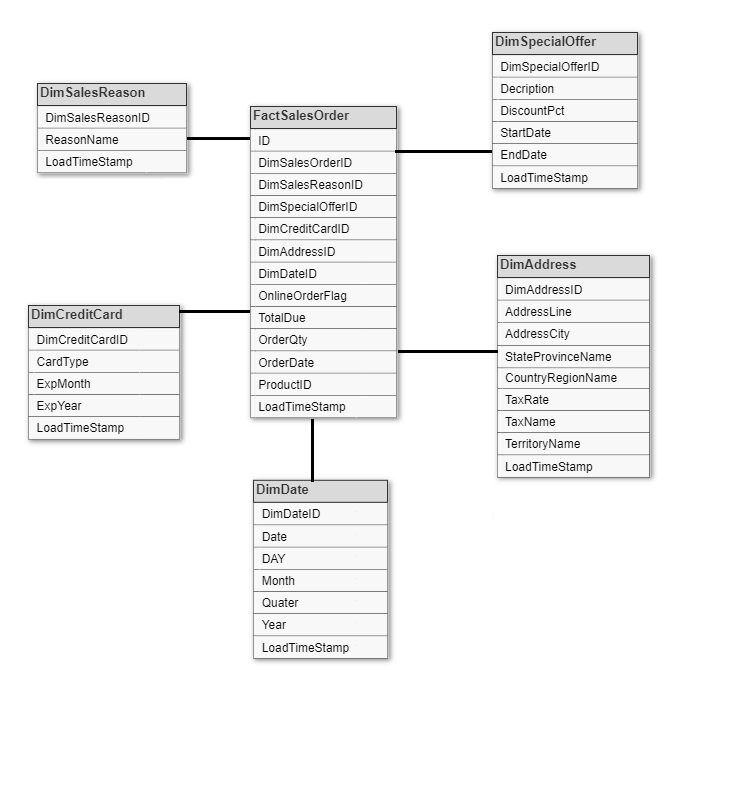 DimSalesReason
DimSalesReasonID
ReasonName
LoadTimeStamp
FactSalesOrder
ID
DimSalesOrderID
DimSalesReasonID
DimSpecialOfferID
DimCreditCardID
DimAddressID
DimDateID
OnlineOrderFlag
TotalDue
OrderQty
OrderDate
ProductID
LoadTimeStamp
DimSpecialOffer
DimSpecialOfferID
Decription
DiscountPct
StartDate
EndDate
LoadTimeStamp
DimCreditCard
DimCreditCardID
CardType
ExpMonth
ExpYear
LoadTimeStamp
DimAddress
DimAddressID
AddressLine
AddressCity
StateProvinceName
CountryRegionName
TaxRate
TaxName
TerritoryName
LoadTimeStamp
DimDate
DimDateID
Date
DAY
Month
Quater
Year
LoadTimeStamp